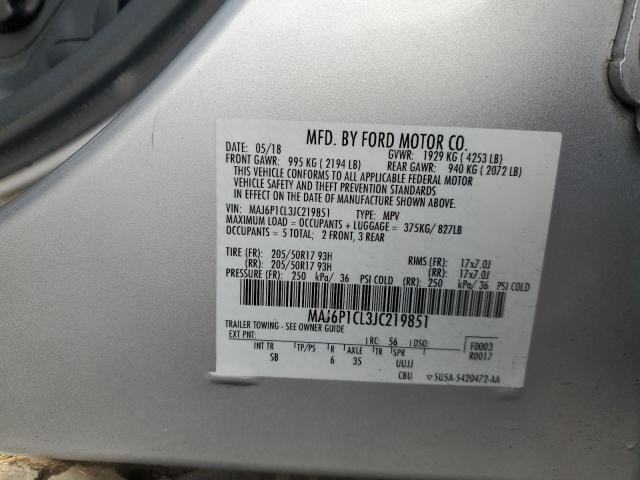 MFD. BY FORD MOTOR CO.
DATE: 05/18 GVWR: 1929 KG ( 4253 LB)
FRONT GAWR: 995 KG ( 2194 LB) REAR GAWR: 940 KG ( 2072 LB)
THIS VEHICLE CONFORMS TO ALL APPLICABLE FEDERAL MOTOR
VEHICLE SAFETY AND THEFT PREVENTION STANDARDS
IN EFFECT ON THE DATE OF MANUFACTURE SHOWN ABOVE.
VIN: MAJ6P1CL3JC219851 TYPE: MPV
MAXIMUM LOAD = OCCUPANTS + LUGGAGE = 375KG/ 827LB
OCCUPANTS = 5 TOTAL; 2 FRONT, 3 REAR
TIRE (FR): 205/50R17 93H RIMS (FR): 17x7.0J
(RR): 205/50R17 93H (RR): 17x7.0J
PRESSURE (FR): 250 kPa/ 36 PSI COLD (RR): 250 kPa/ 36 PSI COLD
MAJ6P1CL3JC219851
TRAILER TOWING - SEE OWNER GUIDE
EXT PNT: RC: 56 DSO: F0003
R0017
INT TR TP/PS R AXLE TR SPR
SB 6 35 UUJJ
CBU ▽5U5A-5420472-AA